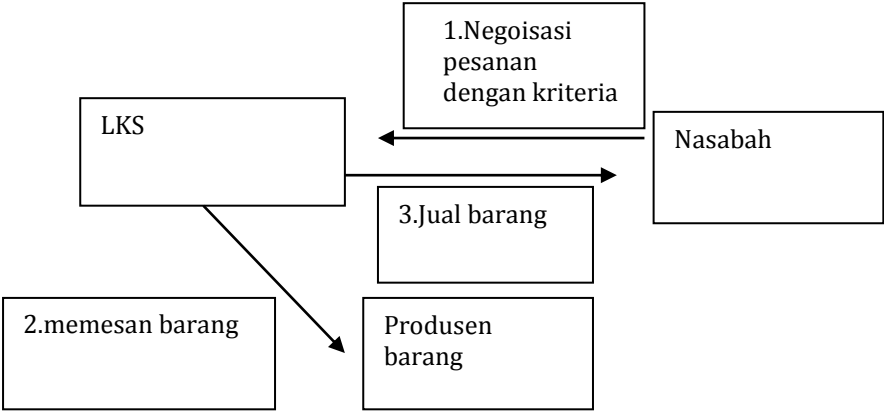 1.Negoisasi
pesanan
dengan kriteria
LKS
Nasabah
3.Jual barang
2.memesan barang
Produsen
barang